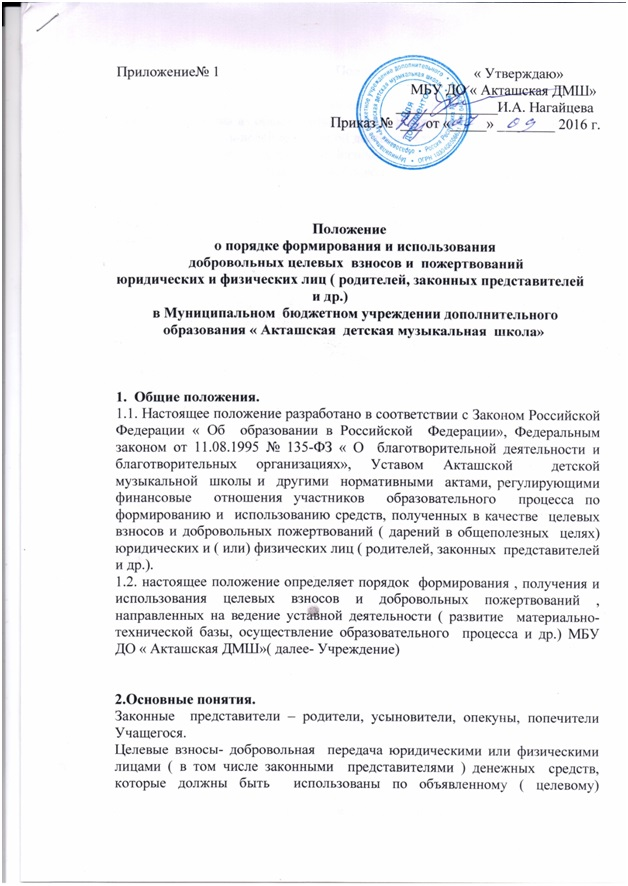 Приложение№ 1
« Утверждаю»
МБУ ДО « Акташская ДМШ»
И.А. Нагайцева
Приказ № от « » 09 2016 г.
Положение
о порядке формирования и использования
добровольных целевых взносов и пожертвований
юридических и физических лиц ( родителей, законных представителей
и др.)
в Муниципальном бюджетном учреждении дополнительного
образования « Акташская детская музыкальная школа»
1. Общие положения.
1.1. Настоящее положение разработано в соответствии с Законом Российской
Федерации « Об образовании в Российской Федерации», Федеральным
законом от 11.08.1995 № 135-ФЗ « О благотворительной деятельности и
благотворительных организациях», Уставом Акташской детской
музыкальной школы и другими нормативными актами, регулирующими
финансовые отношения участников образовательного процесса по
формированию и использованию средств, полученных в качестве целевых
взносов и добровольных пожертвований ( дарений в общеполезных целях)
юридических и ( или) физических лиц ( родителей, законных представителей
и др.).
1.2. настоящее положение определяет порядок формирования , получения и
использования целевых взносов и добровольных пожертвований ,
направленных на ведение уставной деятельности ( развитие материально-
технической базы, осуществление образовательного процесса и др.) МБУ
ДО « Акташская ДМШ»( далее- Учреждение)
2.Основные понятия.
Законные представители – родители, усыновители, опекуны, попечители
Учащегося.
Целевые взносы- добровольная передача юридическими или физическими
лицами ( в том числе законными представителями ) денежных средств,
которые должны быть использованы по объявленному ( целевому)